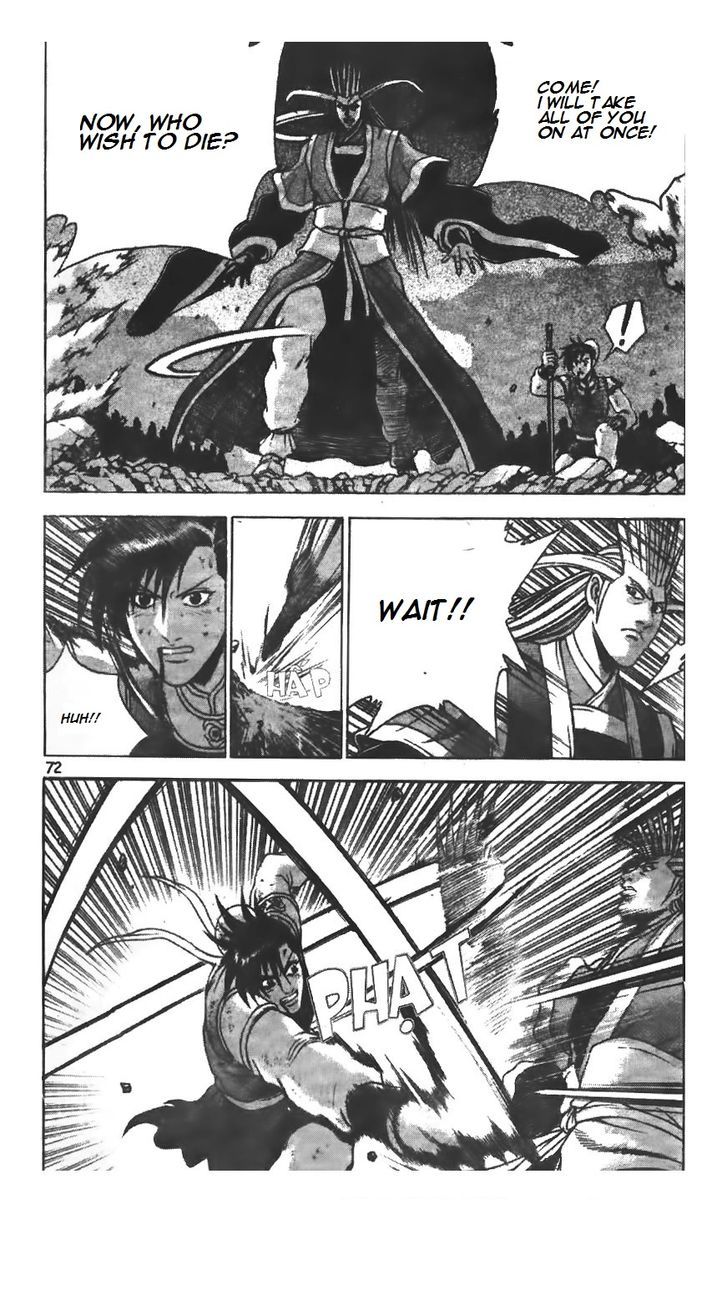 NOW, WHO
WISH TO DIE?
COME!
I WILL TAKE
ALL OF YOU
ON AT ONCE!
!
HUH!!
HẤP
WAIT!!
72
PHẠT